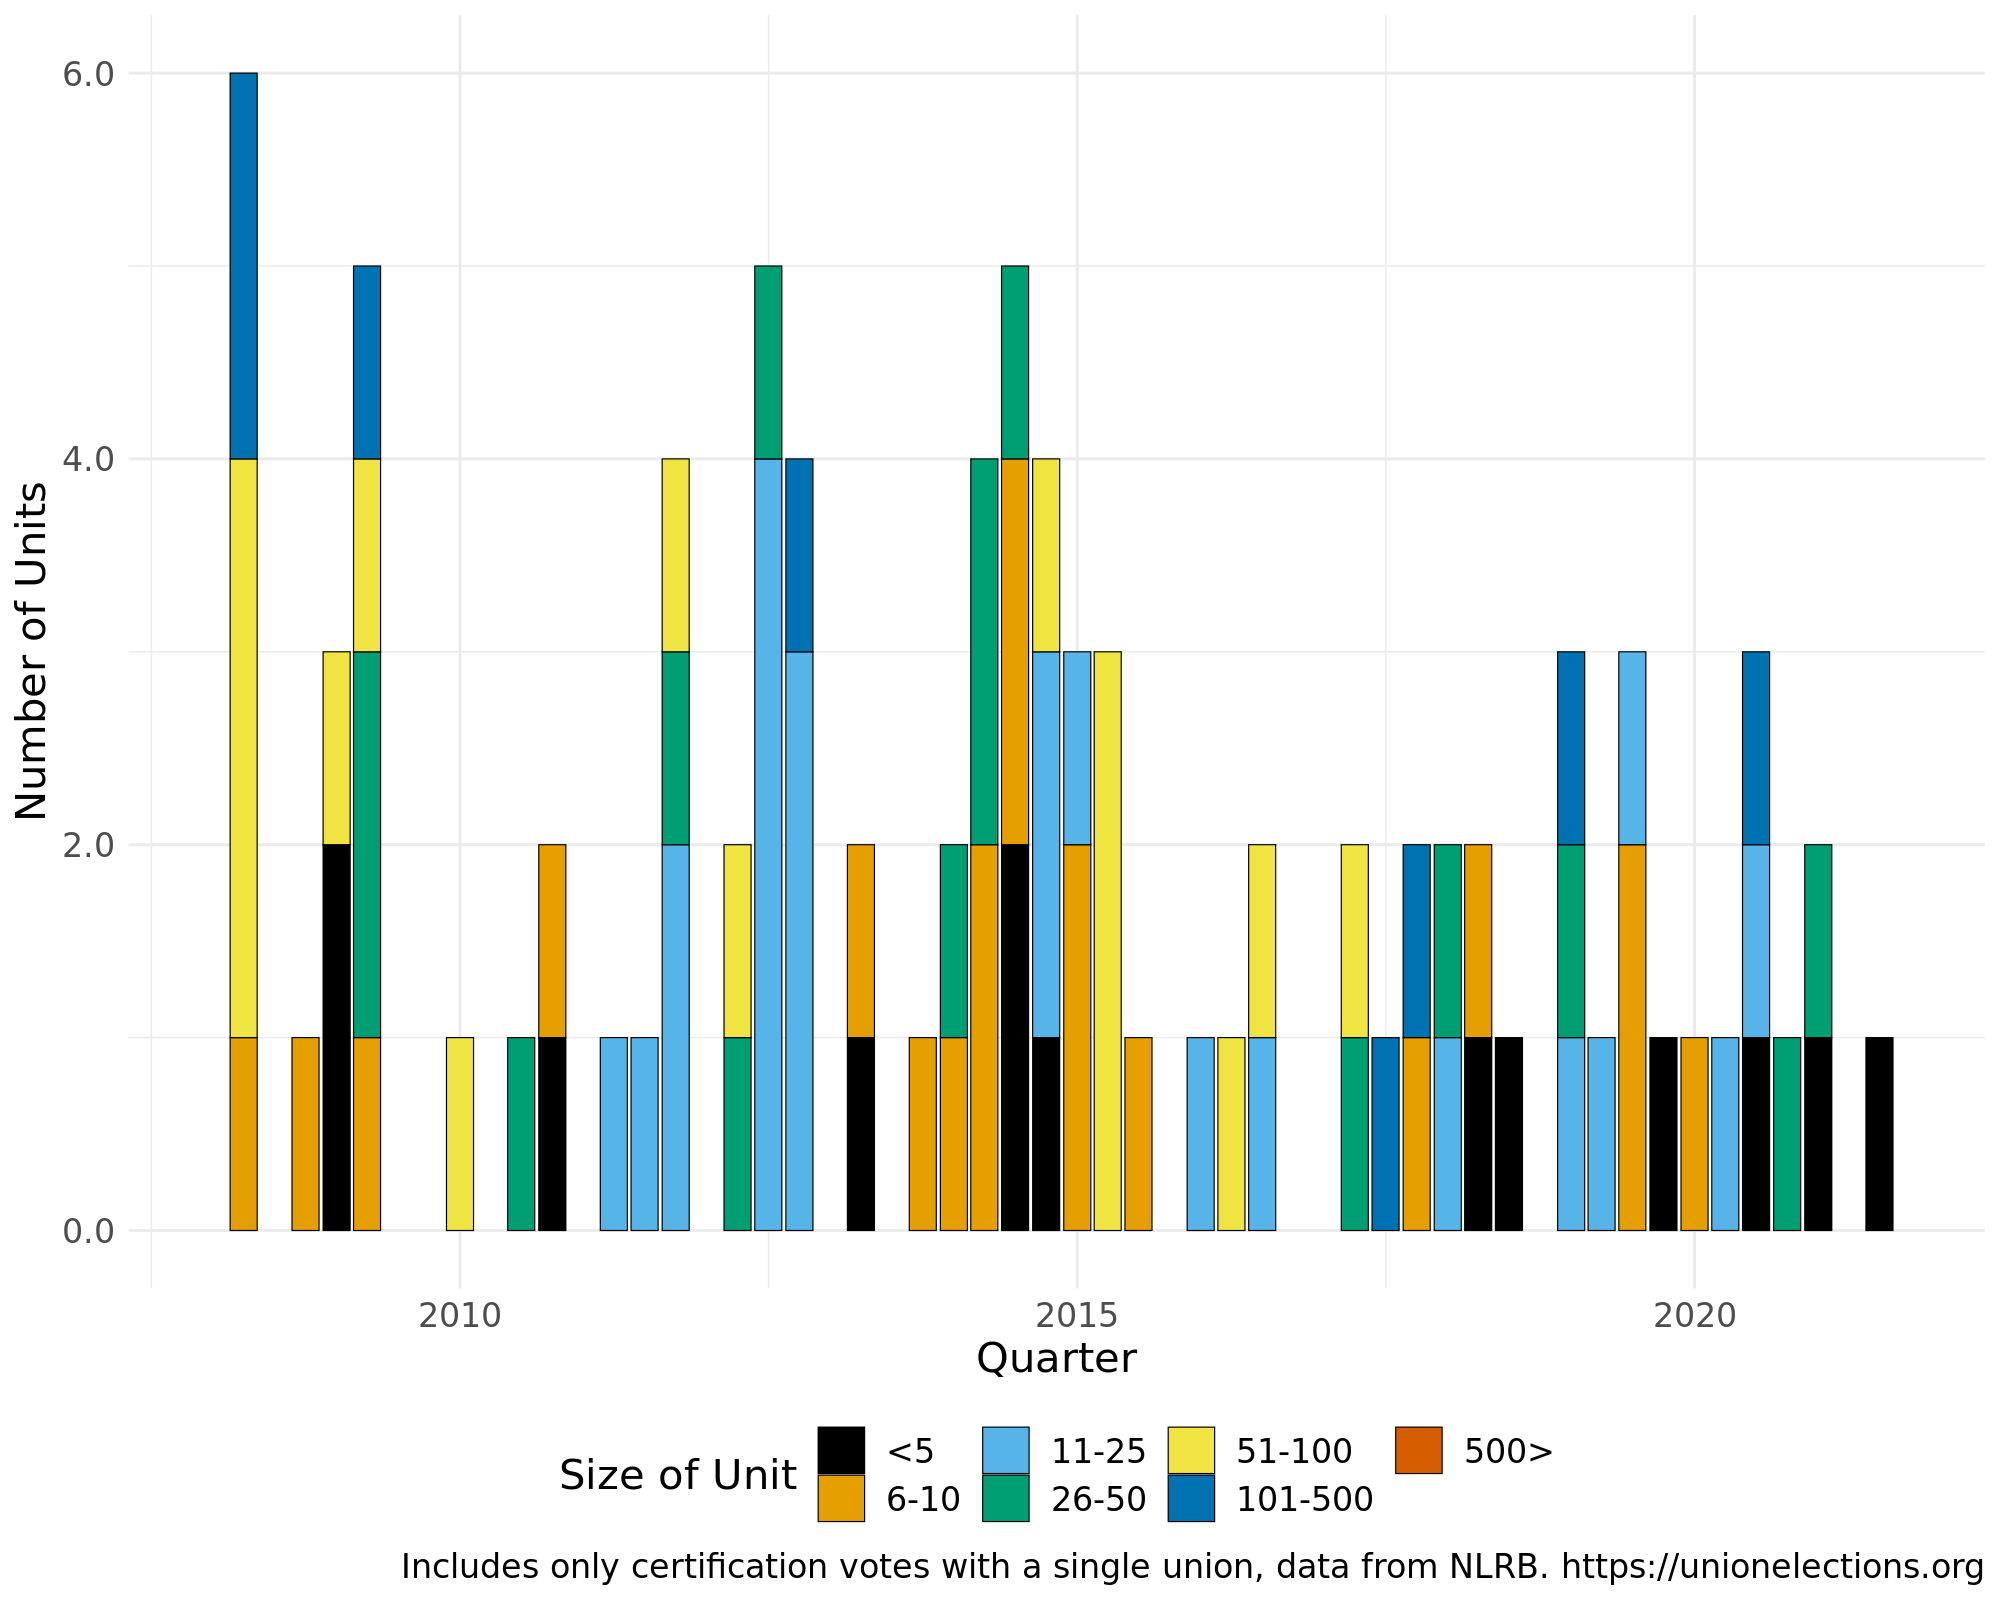 6.0
4.0
2.0
0.0
Number of Units
2010 2015 2020
Quarter
Size of Unit
<5 11-25 51-100 500>
6-10 26-50 101-500
Includes only certification votes with a single union, data from NLRB. https://unionelections.org